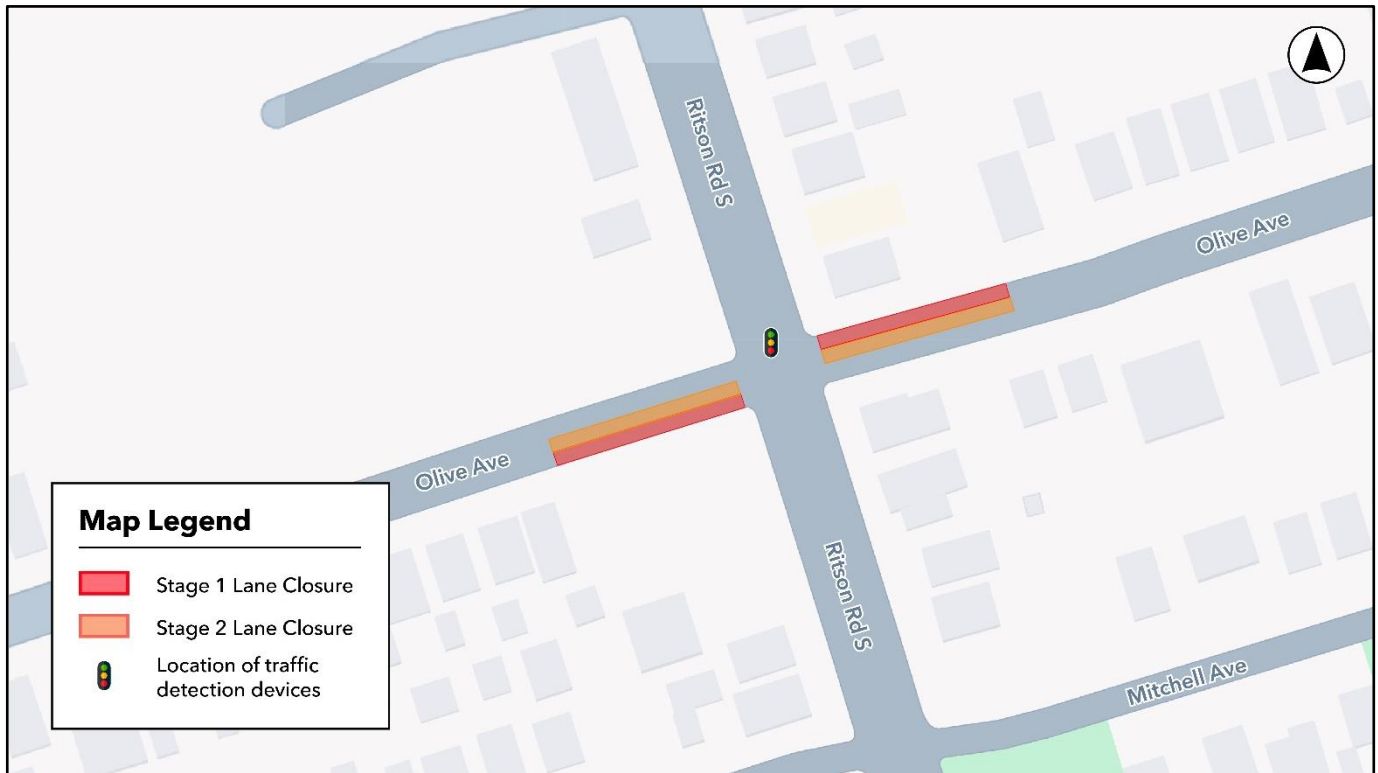 Ritson Rd S
Olive Ave
Olive Ave
Ritson Rd S
Mitchell Ave
Map Legend
Stage 1 Lane Closure
Stage 2 Lane Closure
Location of traffic
detection devices